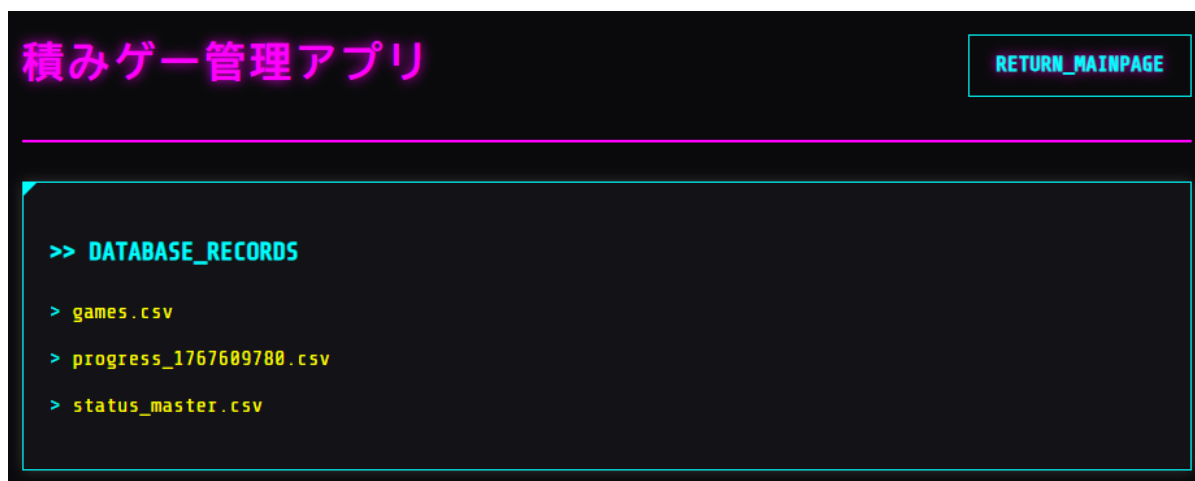 積みゲー管理アプリ
RETURN_MAINPAGE
>> DATABASE_RECORDS
> games.csv
> progress_1767609780.csv
> status_master.csv